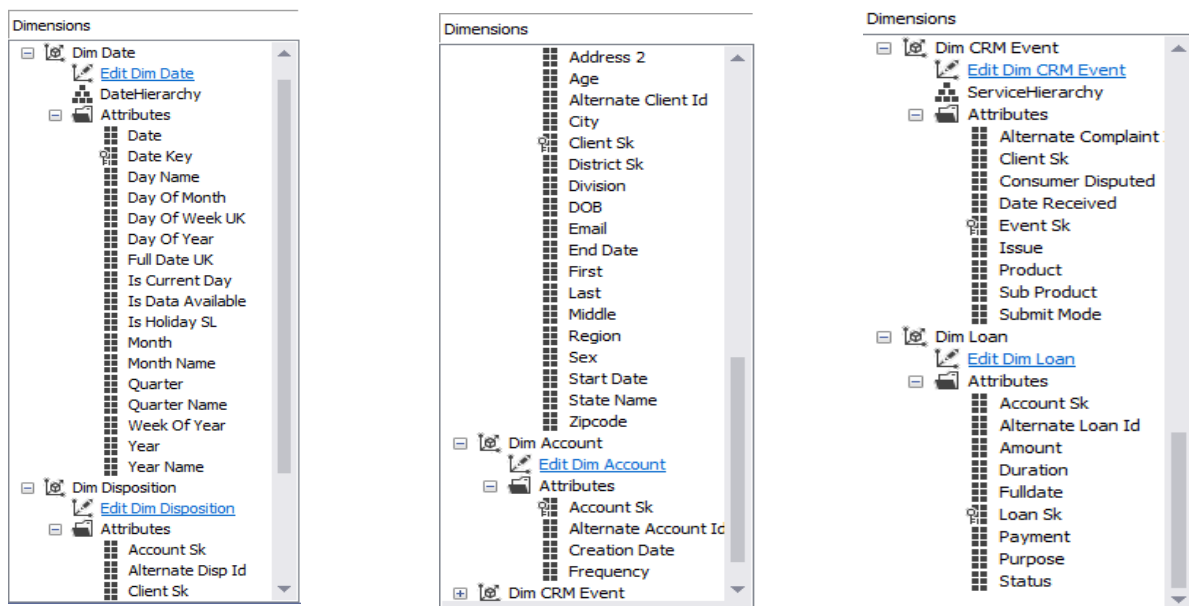 Dimensions
Dim Date
Edit Dim Date
DateHierarchy
Attributes
Date
Date Key
Day Name
Day Of Month
Day Of Week UK
Day Of Year
Full Date UK
Is Current Day
Is Data Available
Is Holiday SL
Month
Month Name
Quarter
Quarter Name
Week Of Year
Year
Year Name
Dim Disposition
Edit Dim Disposition
Attributes
Account Sk
Alternate Disp Id
Client Sk
Dimensions
Address 2
Age
Alternate Client Id
City
Client Sk
District Sk
Division
DOB
Email
End Date
First
Last
Middle
Region
Sex
Start Date
State Name
Zipcode
Dim Account
Edit Dim Account
Attributes
Account Sk
Alternate Account Id
Creation Date
Frequency
Dim CRM Event
Dimensions
Dim CRM Event
Edit Dim CRM Event
ServiceHierarchy
Attributes
Alternate Complaint
Client Sk
Consumer Disputed
Date Received
Event Sk
Issue
Product
Sub Product
Submit Mode
Dim Loan
Edit Dim Loan
Attributes
Account Sk
Alternate Loan Id
Amount
Duration
Fulldate
Loan Sk
Payment
Purpose
Status